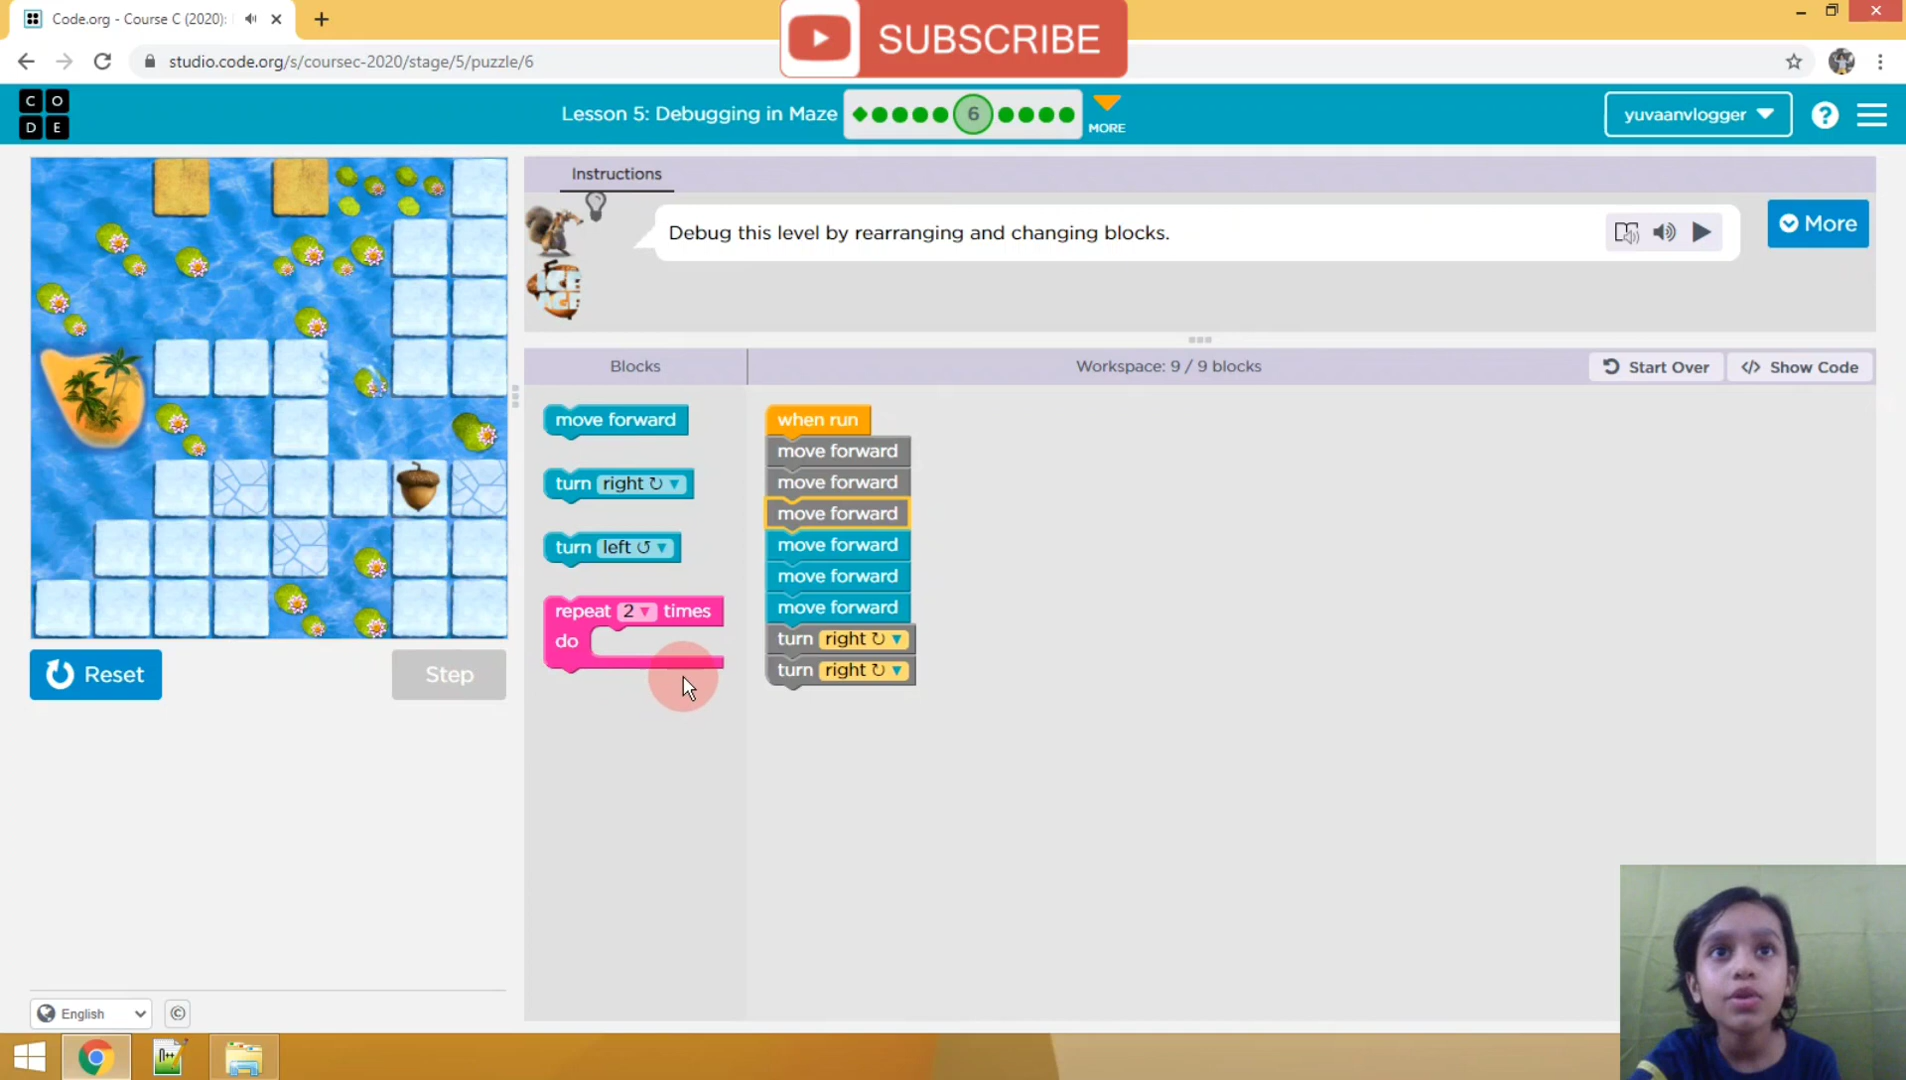 Code.org - Course C (2020):
SUBSCRIBE
studio.code.org/s/coursec-2020/stage/5/puzzle/6
C O
D E
Lesson 5: Debugging in Maze
6
MORE
yuvaanvlogger
?
Instructions
Debug this level by rearranging and changing blocks.
More
ICE
AGE
Blocks
Workspace: 9 / 9 blocks
Start Over
</> Show Code
move forward
turn right ↻
turn left ↺
repeat 2 times
do
when run
move forward
move forward
move forward
move forward
move forward
move forward
turn right ↻
turn right ↻
Reset
Step
English
©